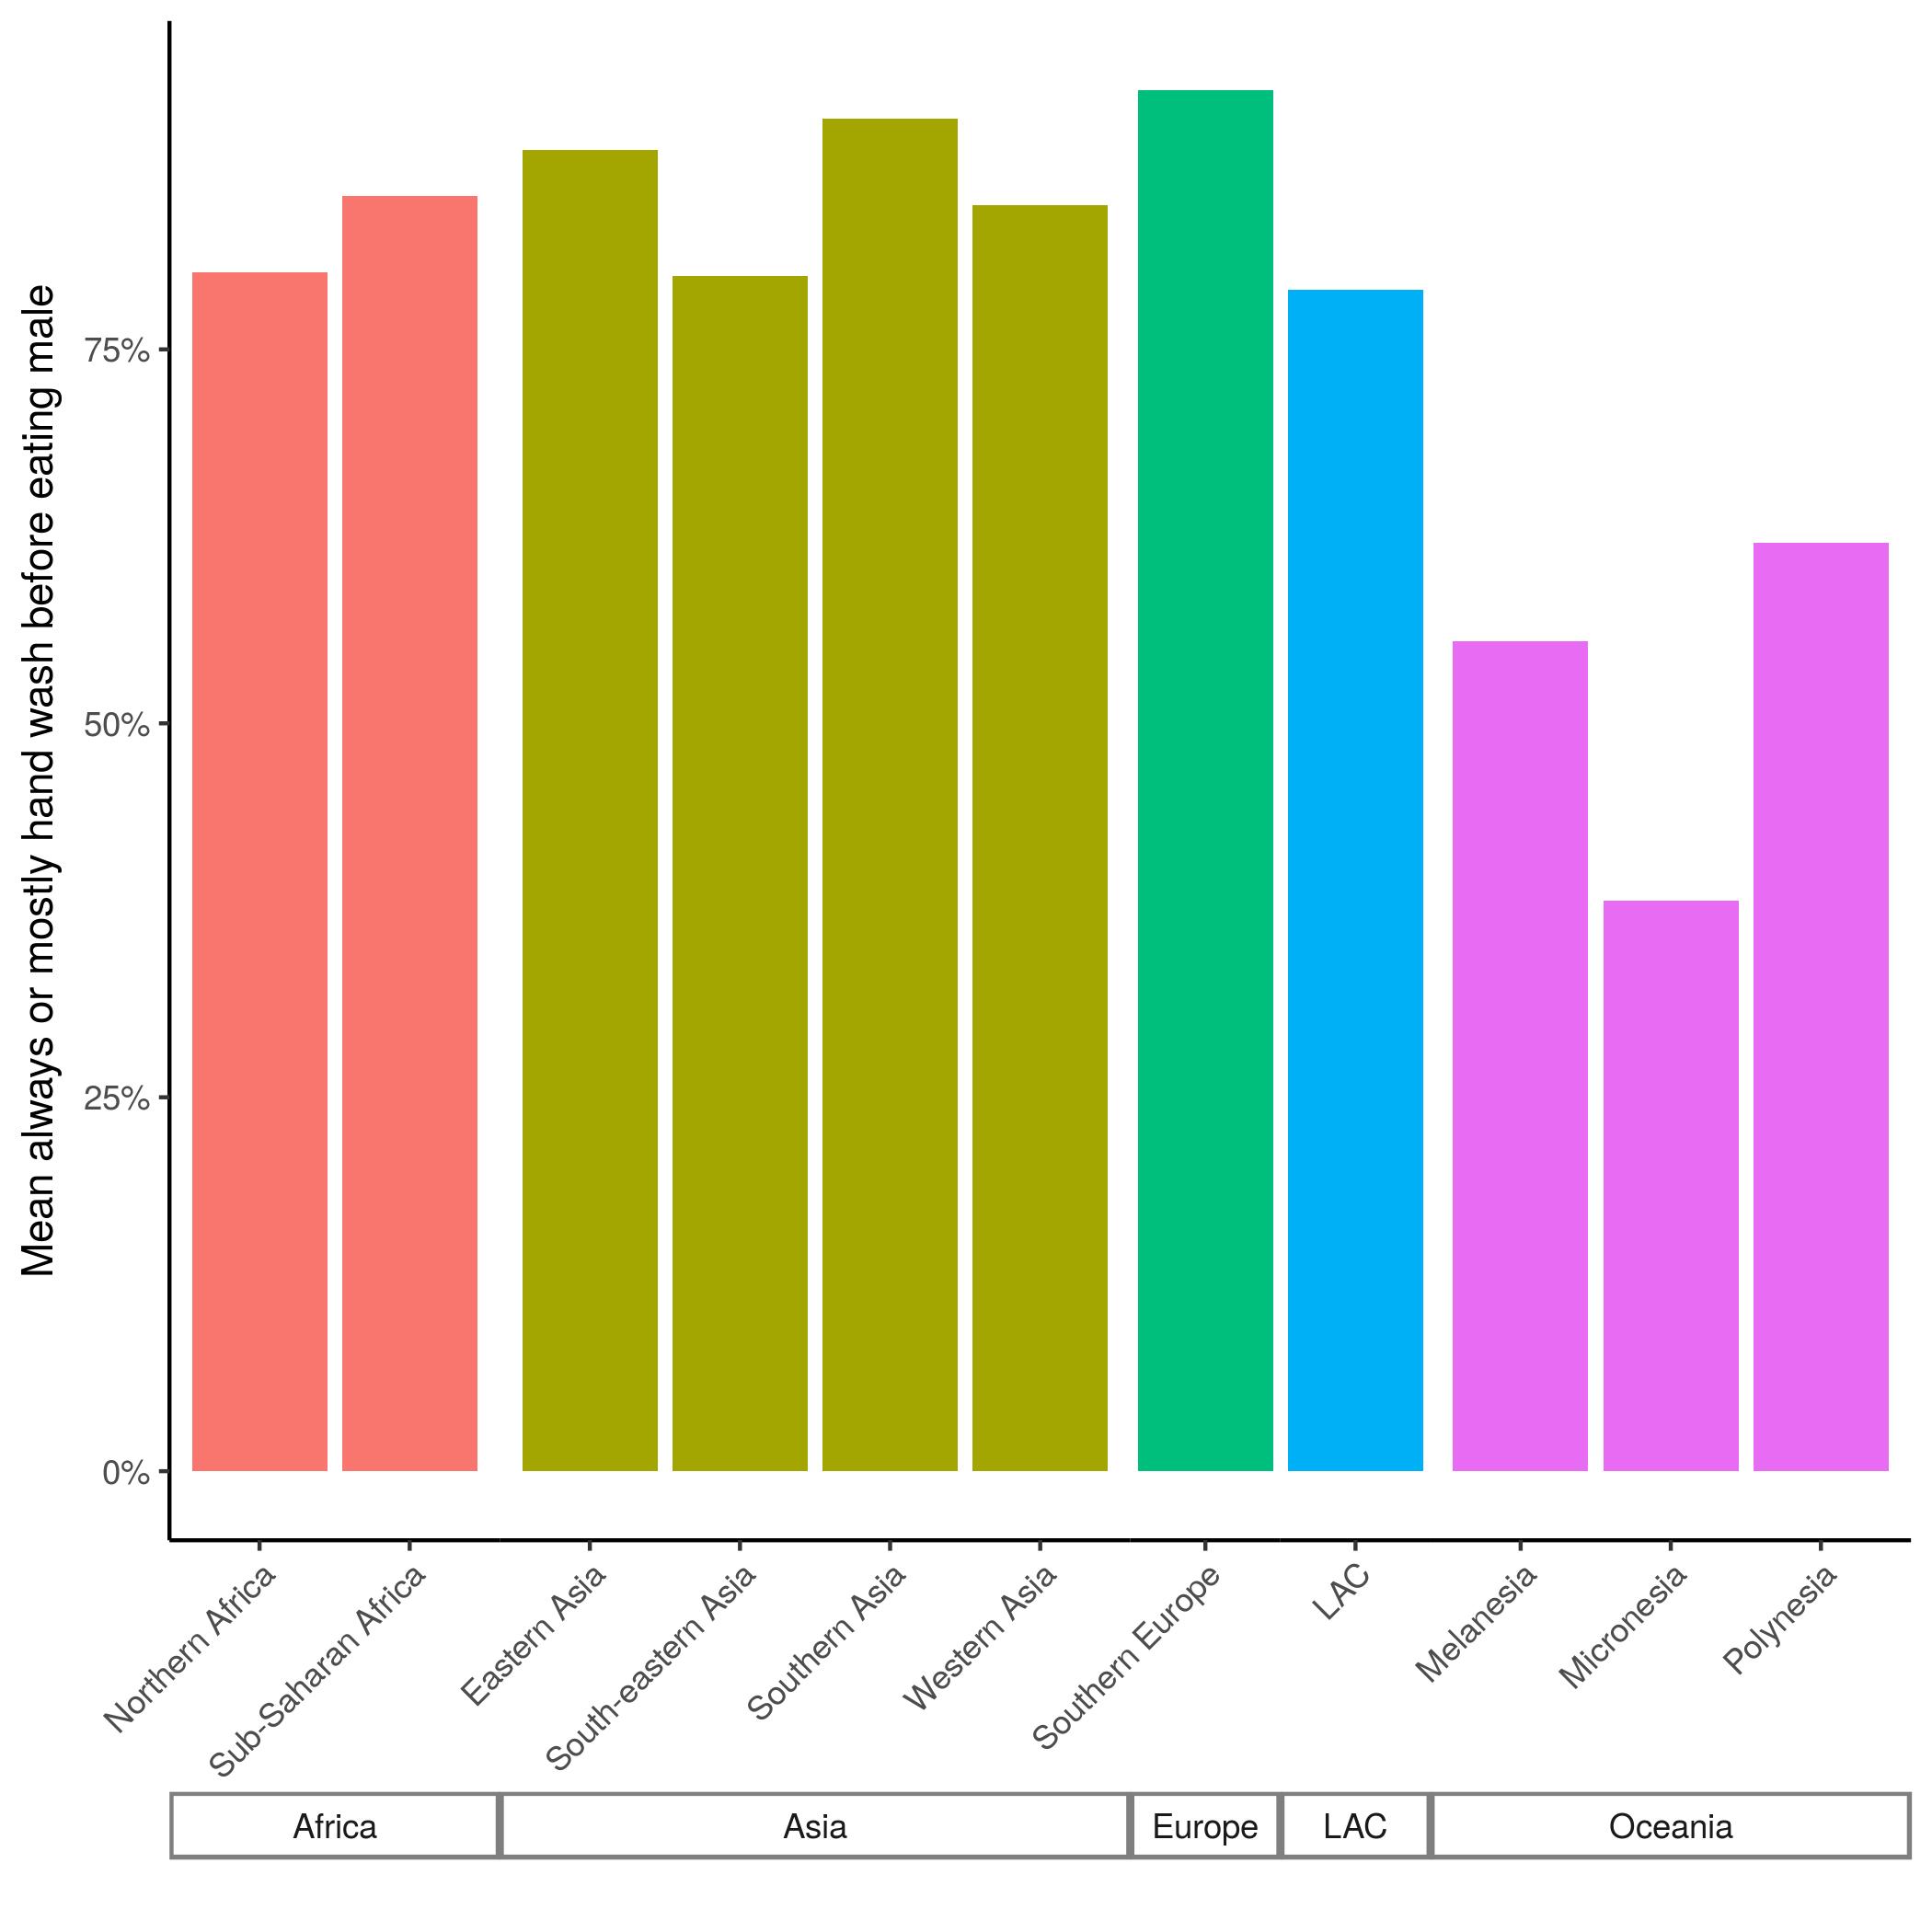 Mean always or mostly hand wash before eating male
75%
50%
25%
0%
Northern Africa
Sub-Saharan Africa
Eastern Asia
South-eastern Asia
Southern Asia
Western Asia
Southern Europe
LAC
Melanesia
Micronesia
Polynesia
Africa
Asia
Europe
LAC
Oceania